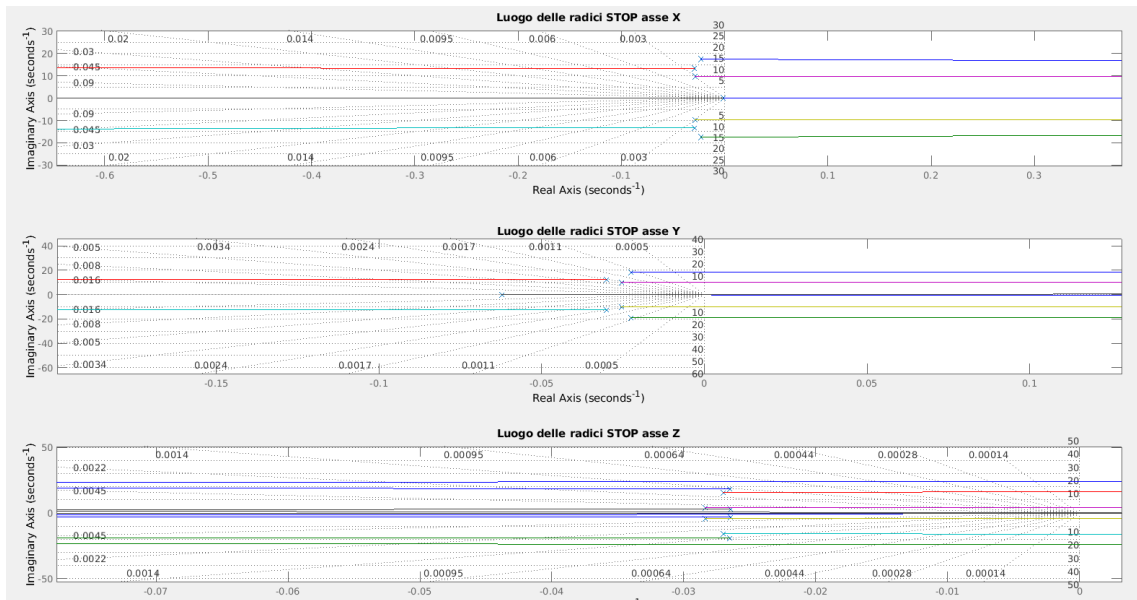 Luogo delle radici STOP asse X
30 0.02 0.014 0.0095 0.006 0.003 30
25
20 0.03 20
15
10 0.045 10
0.09 5
0
0.09 5
-10 0.045 10
15
-20 0.03 20
25
-30 0.02 0.014 0.0095 0.006 0.003 30
-0.6 -0.5 -0.4 -0.3 -0.2 -0.1 0 0.1 0.2 0.3
Real Axis (seconds-1)
Imaginary Axis (seconds-1)
Luogo delle radici STOP asse Y
40 0.005 0.0034 0.0024 0.0017 0.0011 0.0005 40
30
20 0.008 20
0.016 10
0
0.016 10
-20 0.008 20
30
-40 0.005 40
50
-60 0.0034 0.0024 0.0017 0.0011 0.0005 60
-0.15 -0.1 -0.05 0 0.05 0.1
Real Axis (seconds-1)
Imaginary Axis (seconds-1)
Luogo delle radici STOP asse Z
50 0.0014 0.00095 0.00064 0.00044 0.00028 0.00014 50
40
0.0022 30
20
0.0045 10
0
0.0045 10
20
0.0022 30
40
-50 0.0014 0.00095 0.00064 0.00044 0.00028 0.00014 50
-0.07 -0.06 -0.05 -0.04 -0.03 -0.02 -0.01 0
Imaginary Axis (seconds-1)